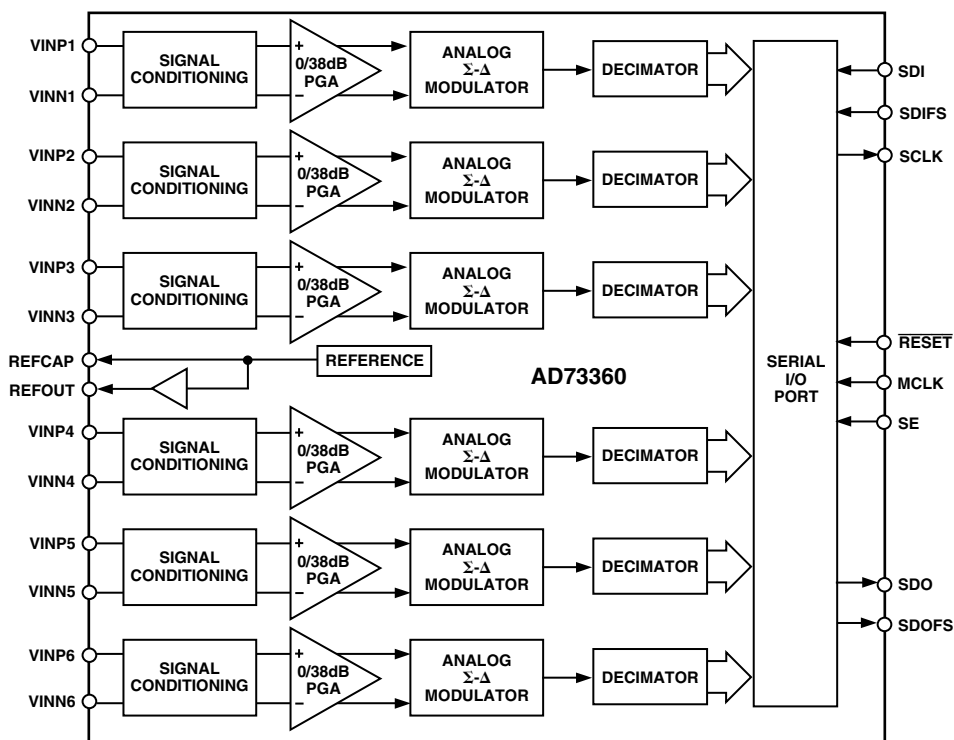 VINP1
VINN1
SIGNAL
CONDITIONING
+
0/38dB
PGA
−
ANALOG
Σ-Δ
MODULATOR
DECIMATOR
VINP2
VINN2
SIGNAL
CONDITIONING
+
0/38dB
PGA
−
ANALOG
Σ-Δ
MODULATOR
DECIMATOR
VINP3
VINN3
SIGNAL
CONDITIONING
+
0/38dB
PGA
−
ANALOG
Σ-Δ
MODULATOR
DECIMATOR
REFCAP
REFOUT
REFERENCE
AD73360
VINP4
VINN4
SIGNAL
CONDITIONING
+
0/38dB
PGA
−
ANALOG
Σ-Δ
MODULATOR
DECIMATOR
VINP5
VINN5
SIGNAL
CONDITIONING
+
0/38dB
PGA
−
ANALOG
Σ-Δ
MODULATOR
DECIMATOR
VINP6
VINN6
SIGNAL
CONDITIONING
+
0/38dB
PGA
−
ANALOG
Σ-Δ
MODULATOR
DECIMATOR
SERIAL
I/O
PORT
SDI
SDIFS
SCLK
RESET
MCLK
SE
SDO
SDOFS